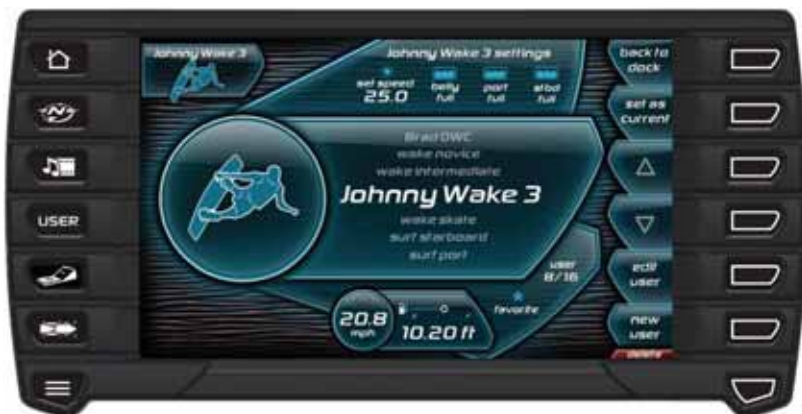 Johnny Wake 3
Johnny Wake 3 settings
set speed
25.0
belly
full
port
full
stbd
full
back to
dock
set as
current
Brad DWC
wake novice
wake intermediate
Johnny Wake 3
wake skate
surf starboard
surf port
USER
user
8/16
favorite
edit
user
new
user
DELETE
20.8
mph
10.20 ft